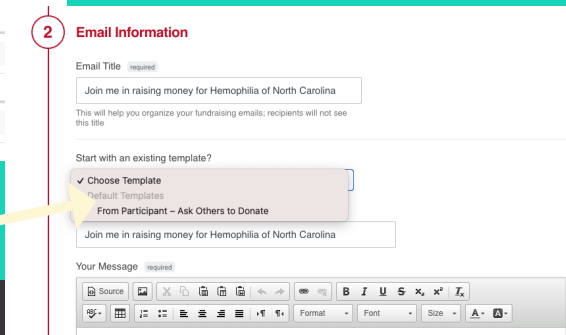 2
Email Information
Email Title required
Join me in raising money for Hemophilia of North Carolina
This will help you organize your fundraising emails; recipients will not see
this title
Start with an existing template?
✓ Choose Template
Default Templates
From Participant – Ask Others to Donate
Join me in raising money for Hemophilia of North Carolina
Your Message required
Source B I U S x₂ x² Tx
ABC Format Font Size A A